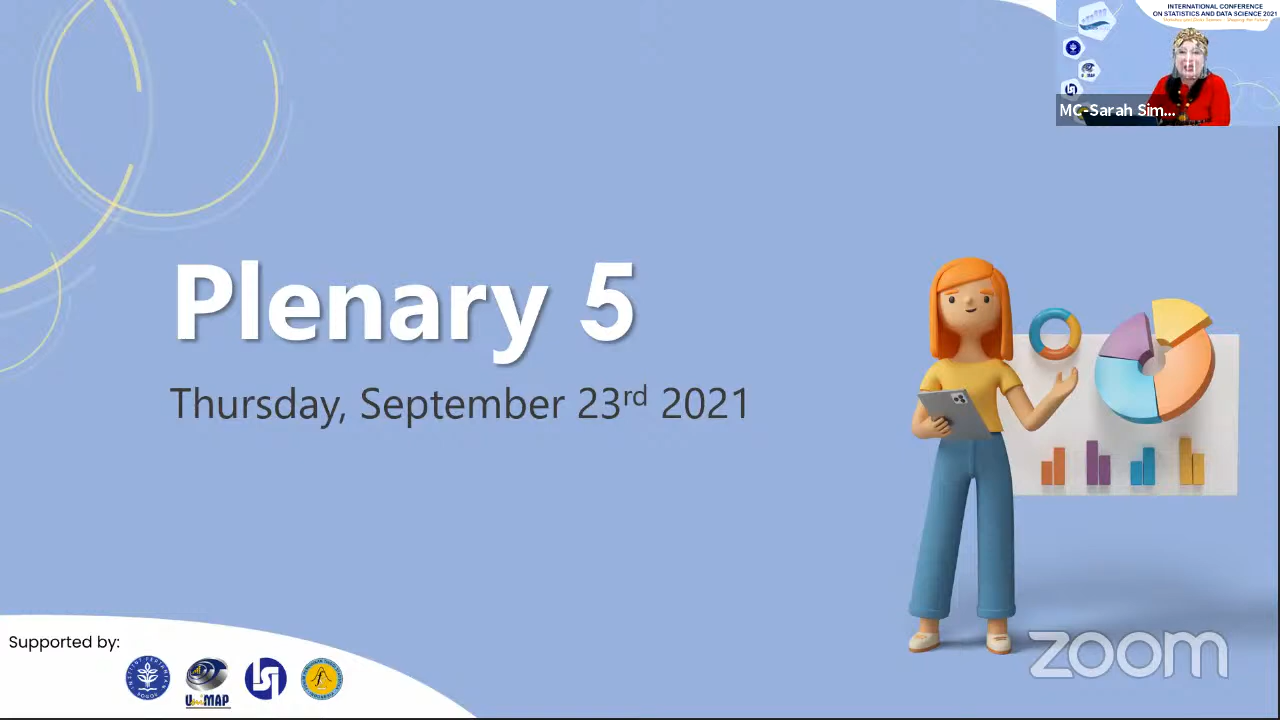 INTERNATIONAL CONFERENCE
ON STATISTICS AND DATA SCIENCE 2021
MC-Sarah Sim...
Plenary 5
Thursday, September 23rd 2021
Supported by:
UniMAP
zoom